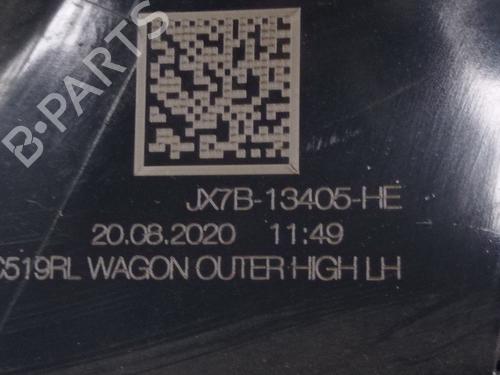 B-PARTS
JX7B-13405-HE
20.08.2020 11:49
C519RL WAGON OUTER HIGH LH